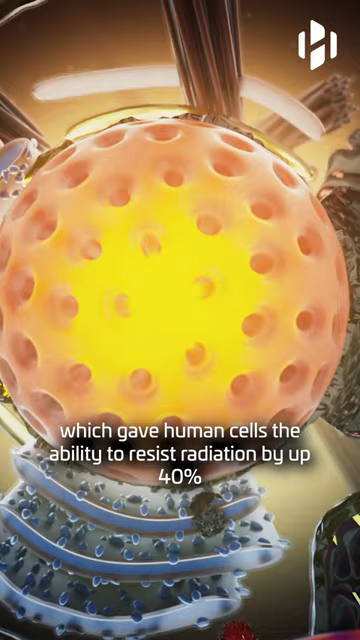 which gave human cells the
ability to resist radiation by up
40%